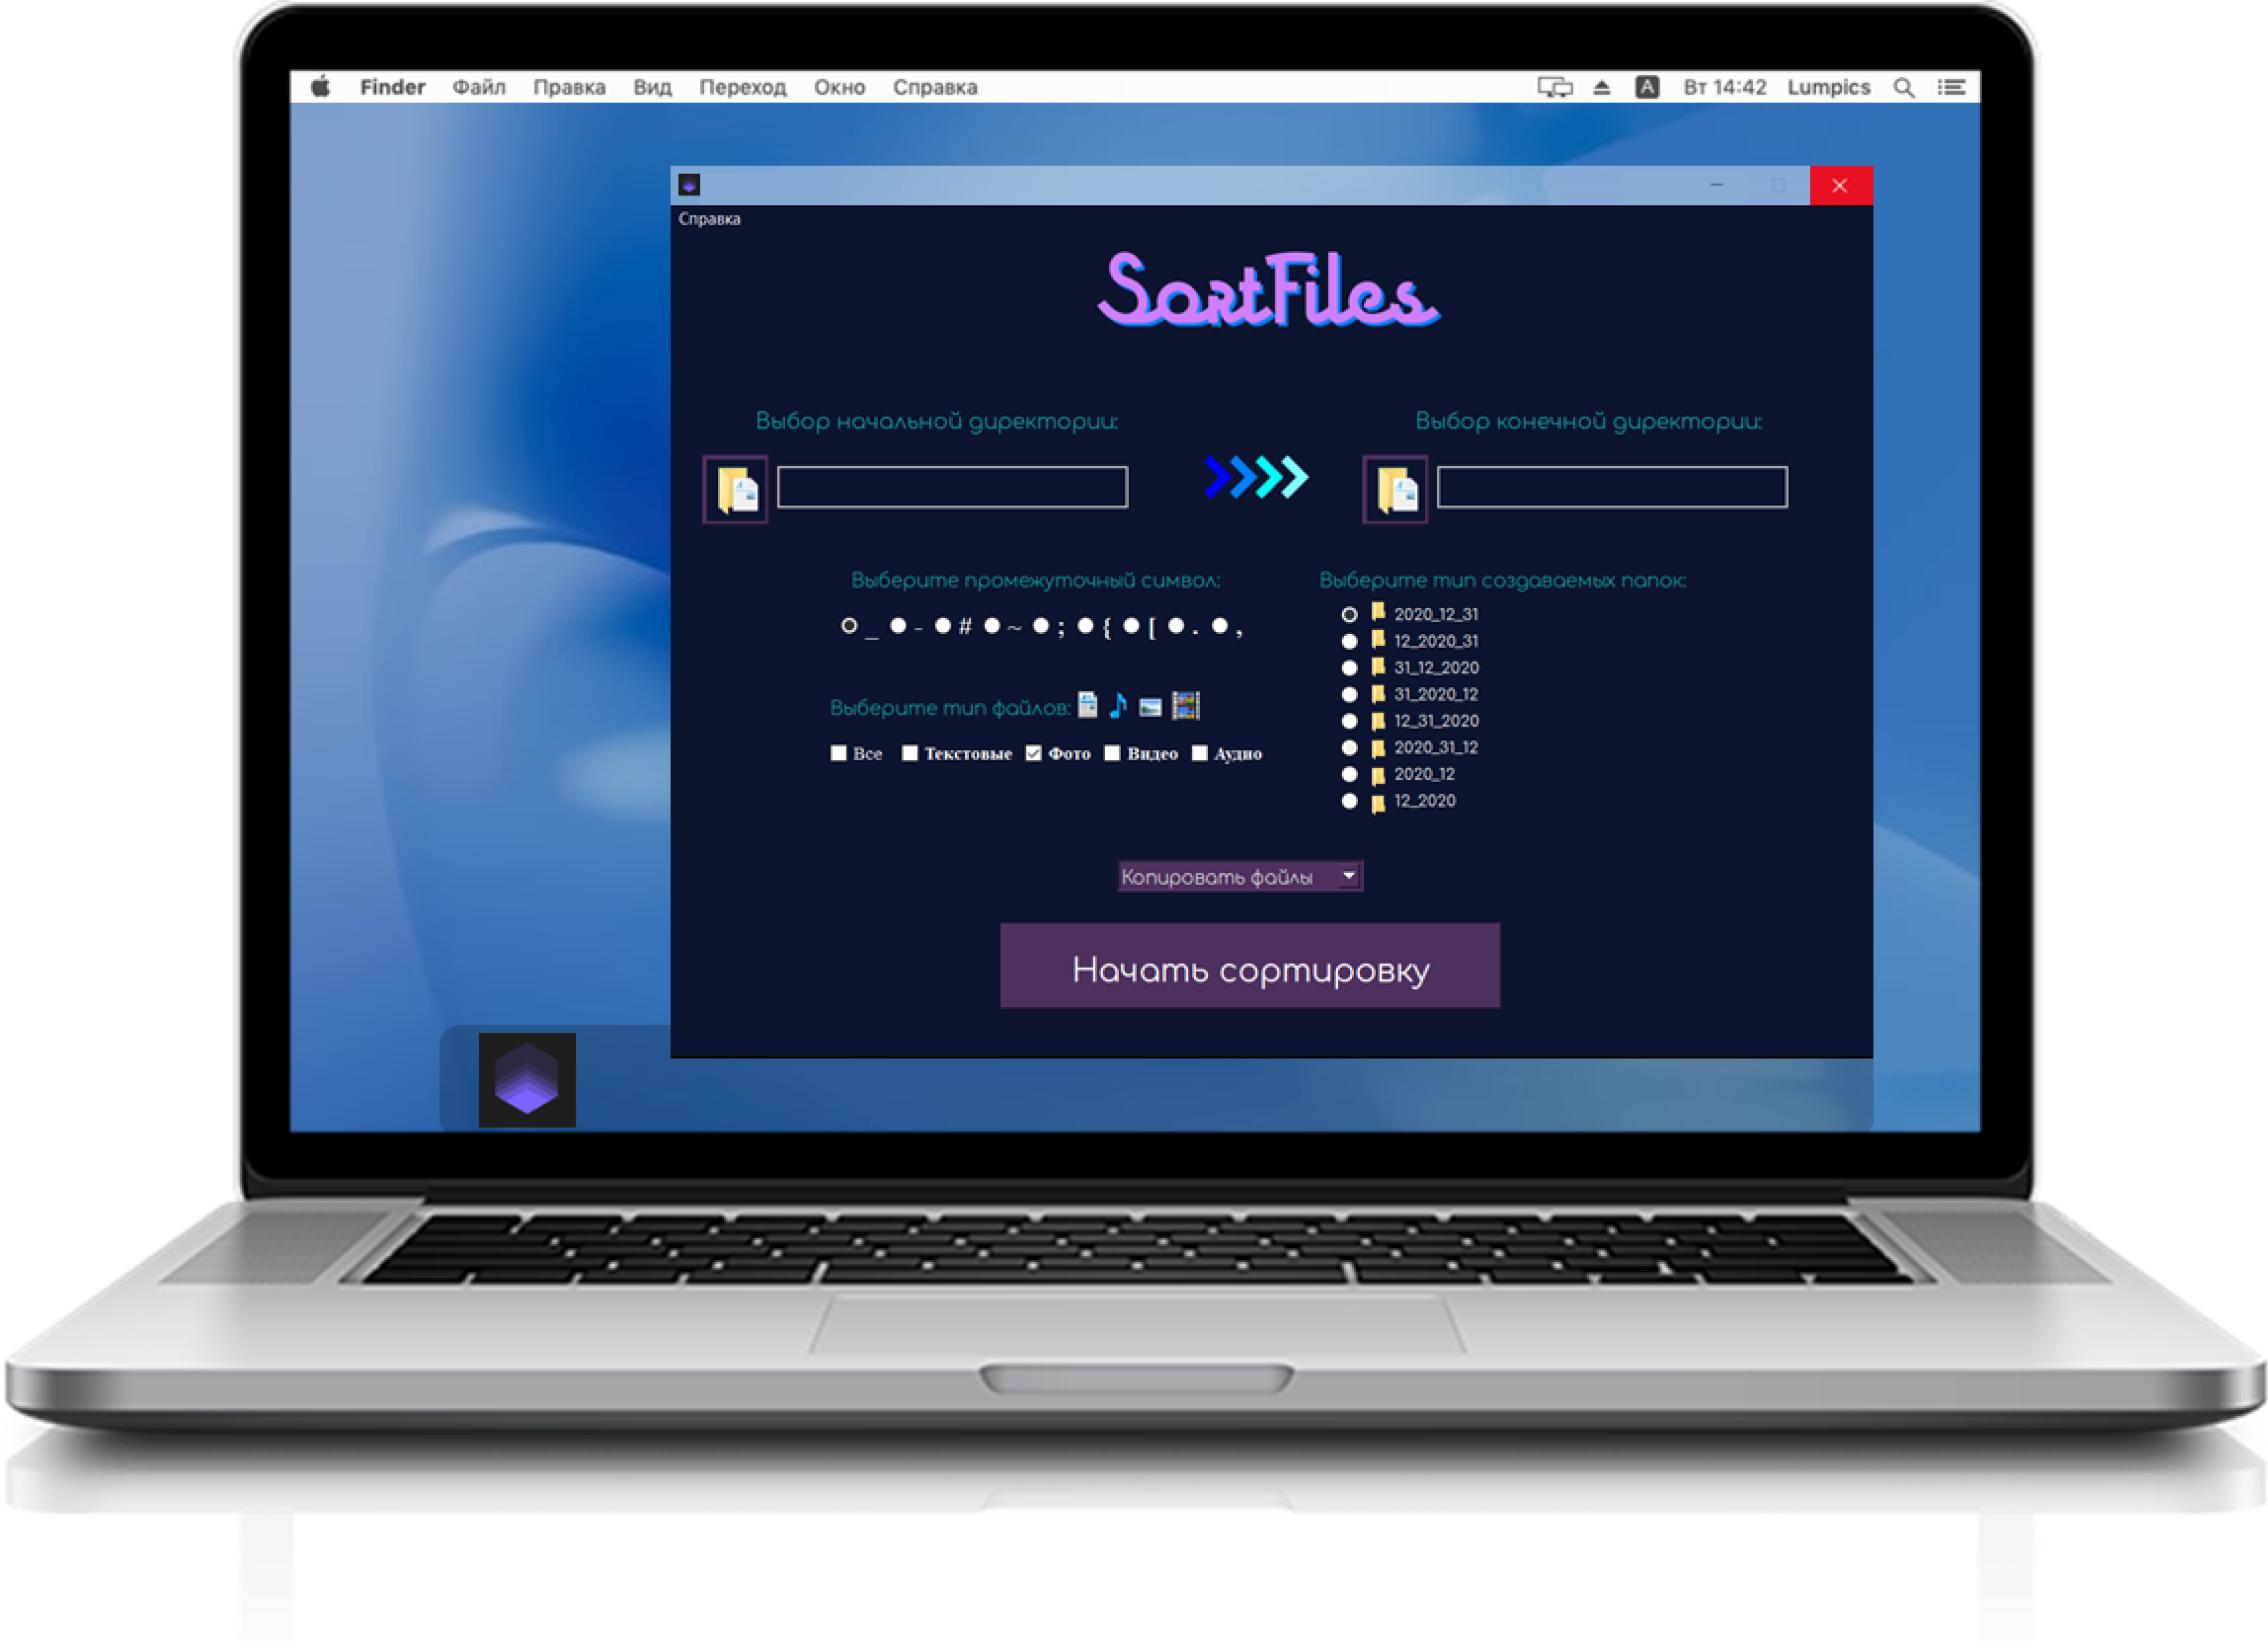 Finder Файл Правка Вид Переход Окно Справка A Вт 14:42 Lumpics
Справка
SortFiles
Выбор начальной директории: Выбор конечной директории:
Выберите промежуточный символ:
_ - # ~ ; { [ . ,
Выберите тип файлов:
Все Текстовые Фото Видео Аудио
Выберите тип создаваемых папок:
2020_12_31
12_2020_31
31_12_2020
31_2020_12
12_31_2020
2020_31_12
2020_12
12_2020
Копировать файлы
Начать сортировку